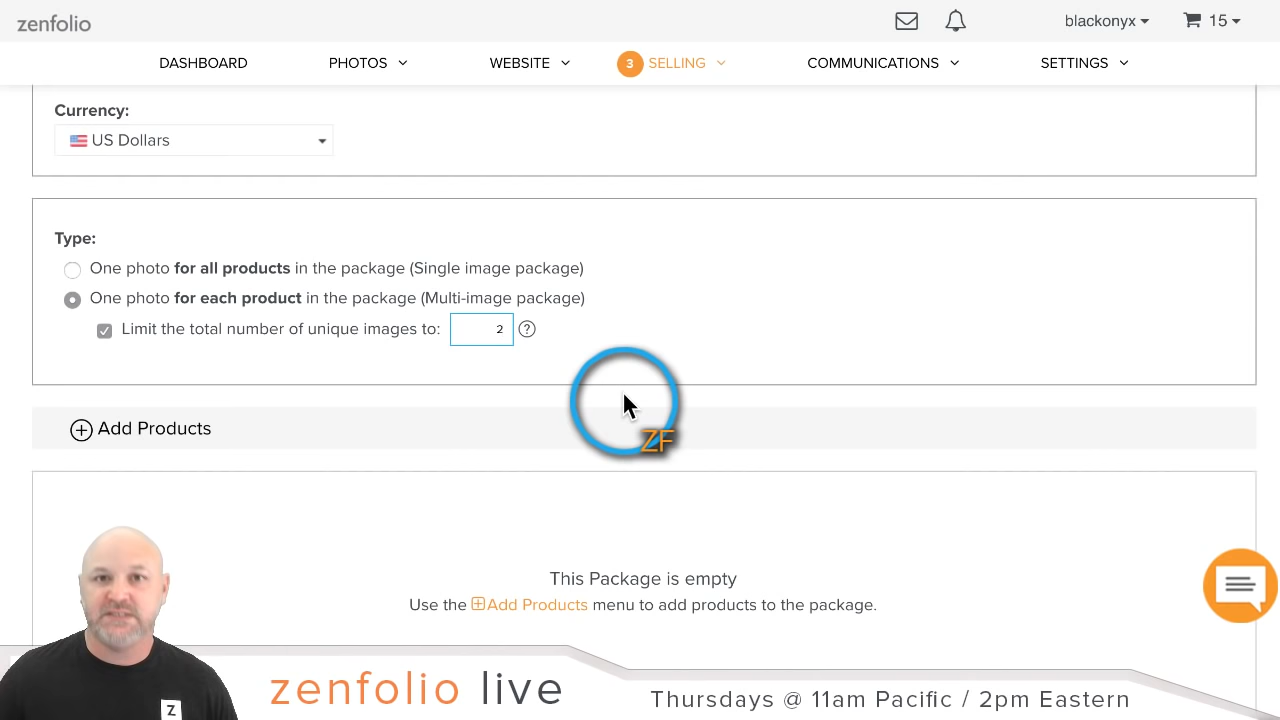 zenfolio
blackonyx
15
DASHBOARD
PHOTOS
WEBSITE
3 SELLING
COMMUNICATIONS
SETTINGS
Currency:
US Dollars
Type:
One photo for all products in the package (Single image package)
One photo for each product in the package (Multi-image package)
Limit the total number of unique images to: 2 ?
ZF
Add Products
This Package is empty
Use the Add Products menu to add products to the package.
Z
zenfolio live
Thursdays @ 11am Pacific / 2pm Eastern